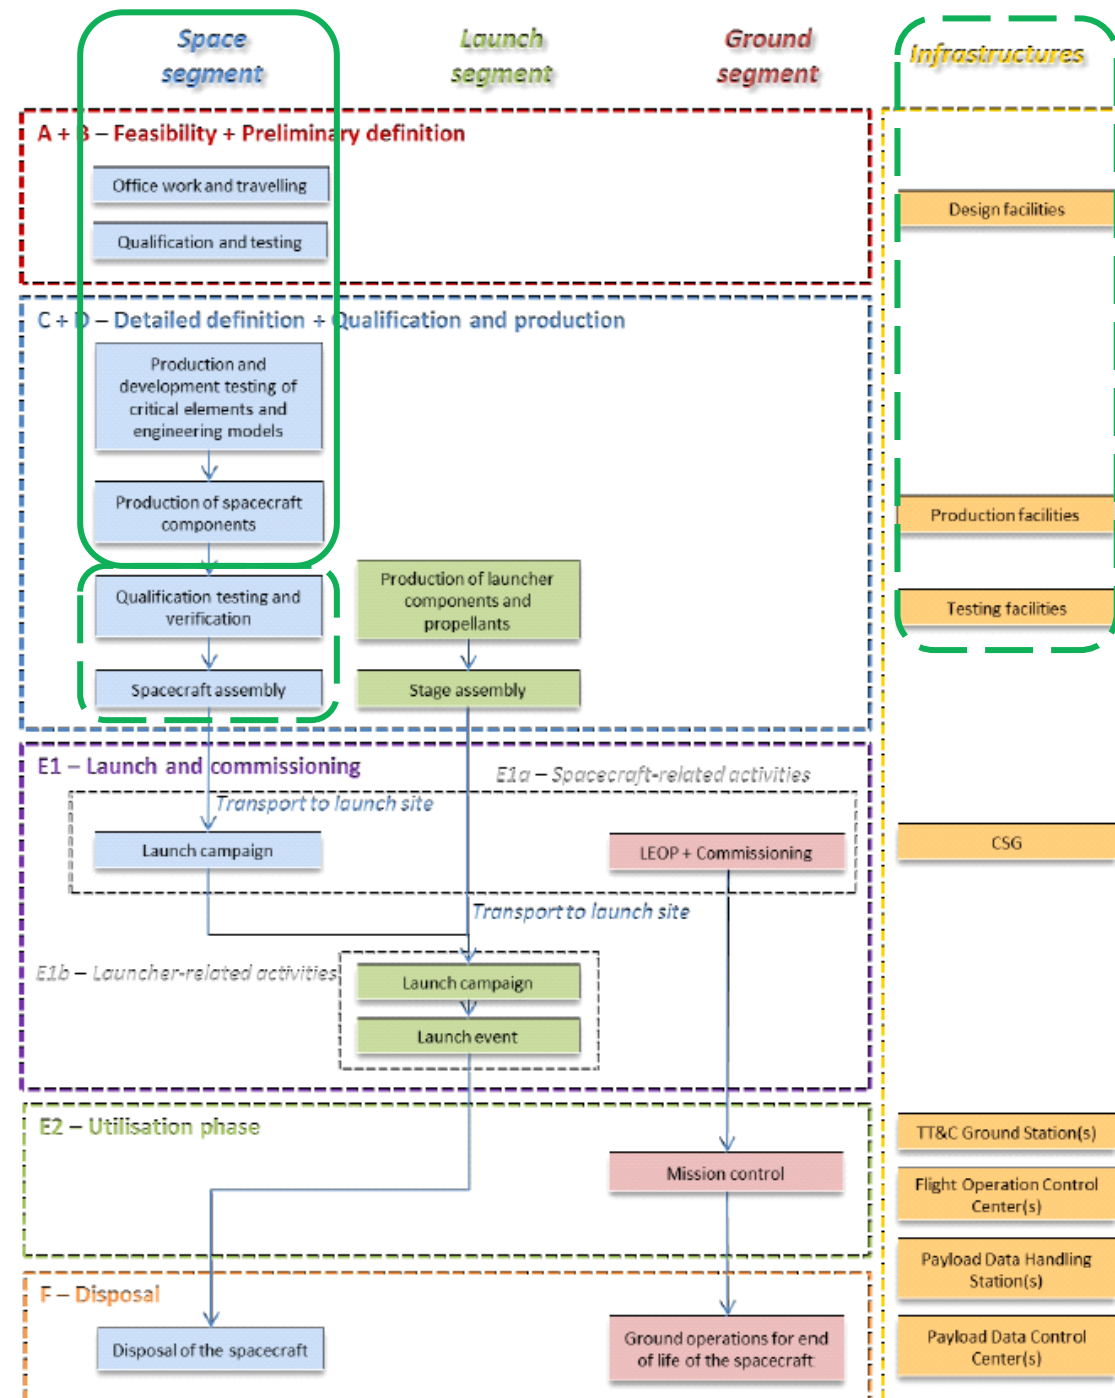 Space
segment
Launch
segment
Ground
segment
Infrastructures
A + B – Feasibility + Preliminary definition
Office work and travelling
Qualification and testing
Design facilities
C + D – Detailed definition + Qualification and production
Production and
development testing of
critical elements and
engineering models
Production of spacecraft
components
Production facilities
Qualification testing and
verification
Production of launcher
components and
propellants
Testing facilities
Spacecraft assembly
Stage assembly
E1 – Launch and commissioning
E1a – Spacecraft-related activities
Transport to launch site
Launch campaign
LEOP + Commissioning
CSG
Transport to launch site
E1b – Launcher-related activities
Launch campaign
Launch event
E2 – Utilisation phase
TT&C Ground Station(s)
Mission control
Flight Operation Control
Center(s)
Payload Data Handling
Station(s)
F – Disposal
Disposal of the spacecraft
Ground operations for end
of life of the spacecraft
Payload Data Control
Center(s)